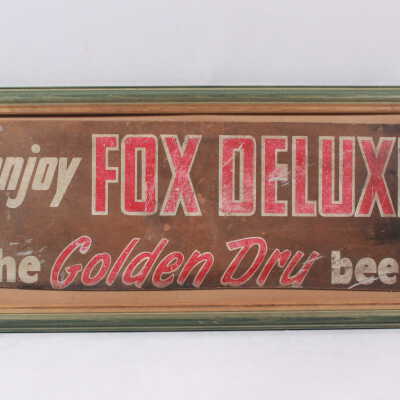 enjoy FOX DELUXE
the Golden Dry beer